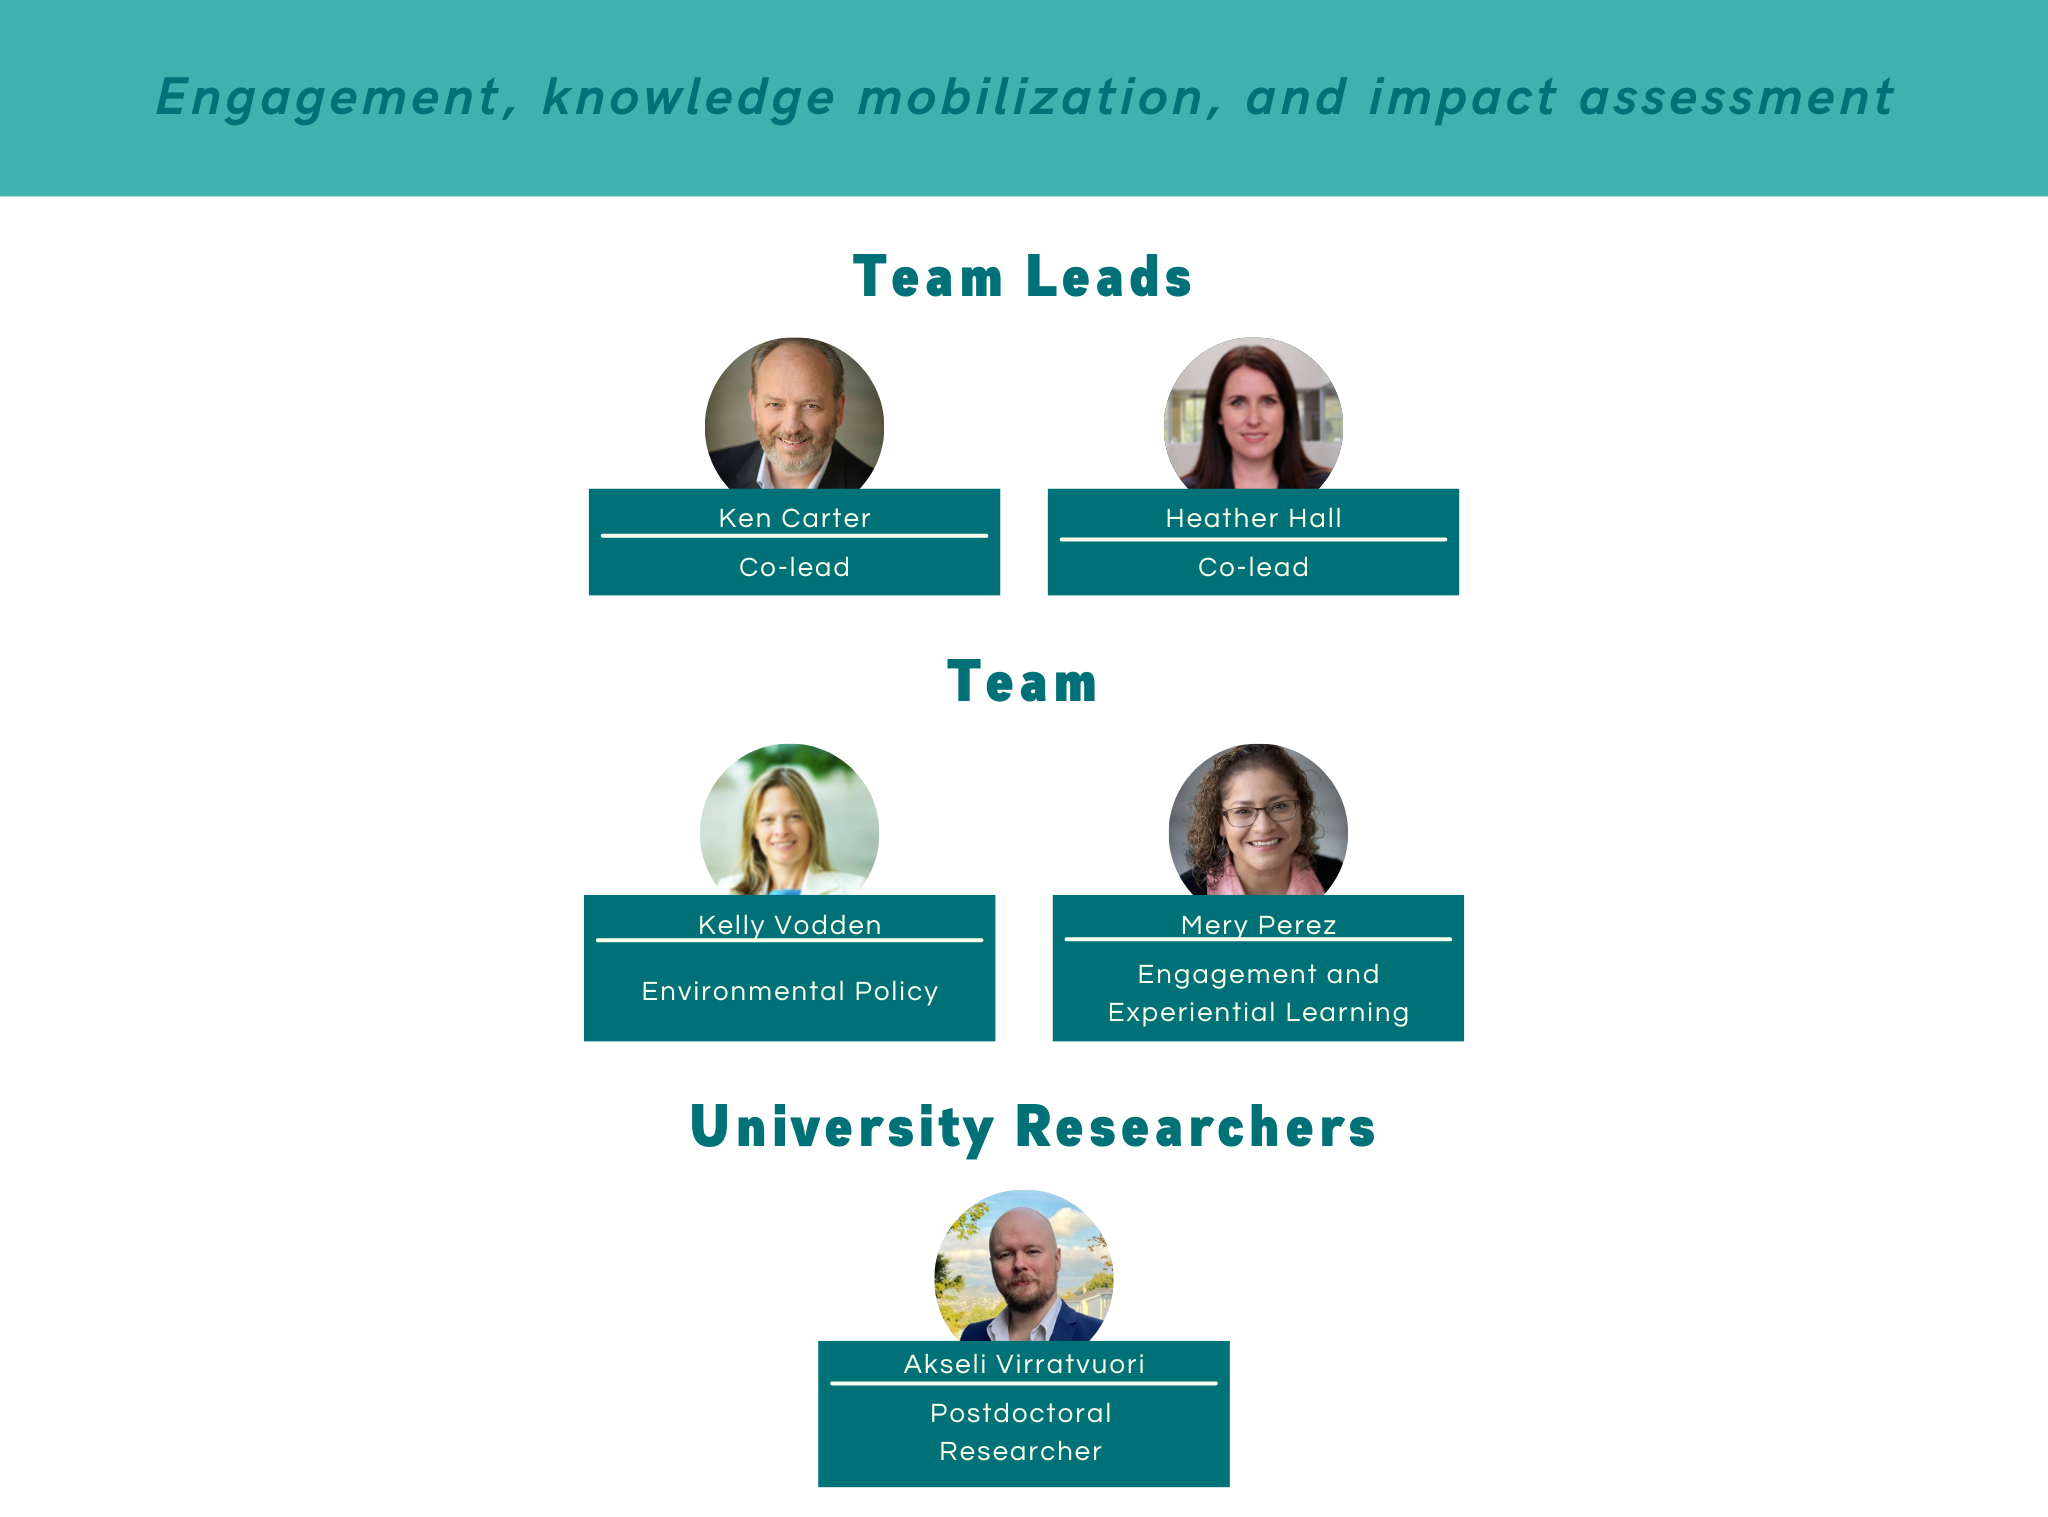 Engagement, knowledge mobilization, and impact assessment
Team Leads
Ken Carter
Co-lead
Heather Hall
Co-lead
Team
Kelly Vodden
Environmental Policy
Mery Perez
Engagement and
Experiential Learning
University Researchers
Akseli Virratvuori
Postdoctoral
Researcher